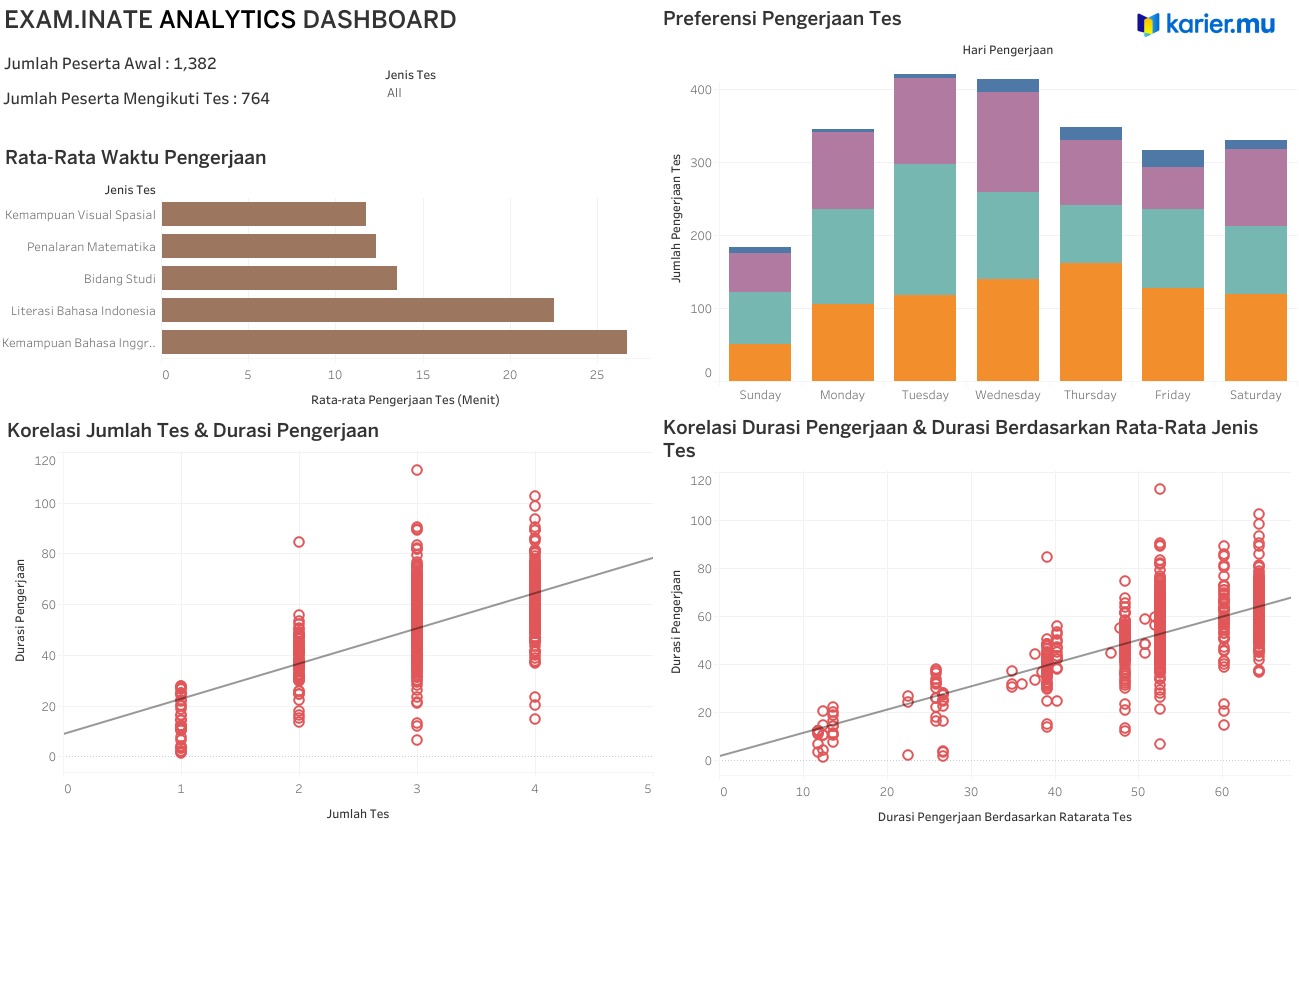 EXAM.INATE ANALYTICS DASHBOARD
Jumlah Peserta Awal : 1,382
Jumlah Peserta Mengikuti Tes : 764
Jenis Tes
All
Rata-Rata Waktu Pengerjaan
Jenis Tes
Kemampuan Visual Spasial
Penalaran Matematika
Bidang Studi
Literasi Bahasa Indonesia
Kemampuan Bahasa Inggr..
0 5 10 15 20 25
Rata-rata Pengerjaan Tes (Menit)
Preferensi Pengerjaan Tes
karier.mu
Hari Pengerjaan
Jumlah Pengerjaan Tes
400
300
200
100
0
Sunday Monday Tuesday Wednesday Thursday Friday Saturday
Korelasi Jumlah Tes & Durasi Pengerjaan
Durasi Pengerjaan
120
100
80
60
40
20
0
0 1 2 3 4 5
Jumlah Tes
Korelasi Durasi Pengerjaan & Durasi Berdasarkan Rata-Rata Jenis
Tes
Durasi Pengerjaan
120
100
80
60
40
20
0
0 10 20 30 40 50 60
Durasi Pengerjaan Berdasarkan Ratarata Tes